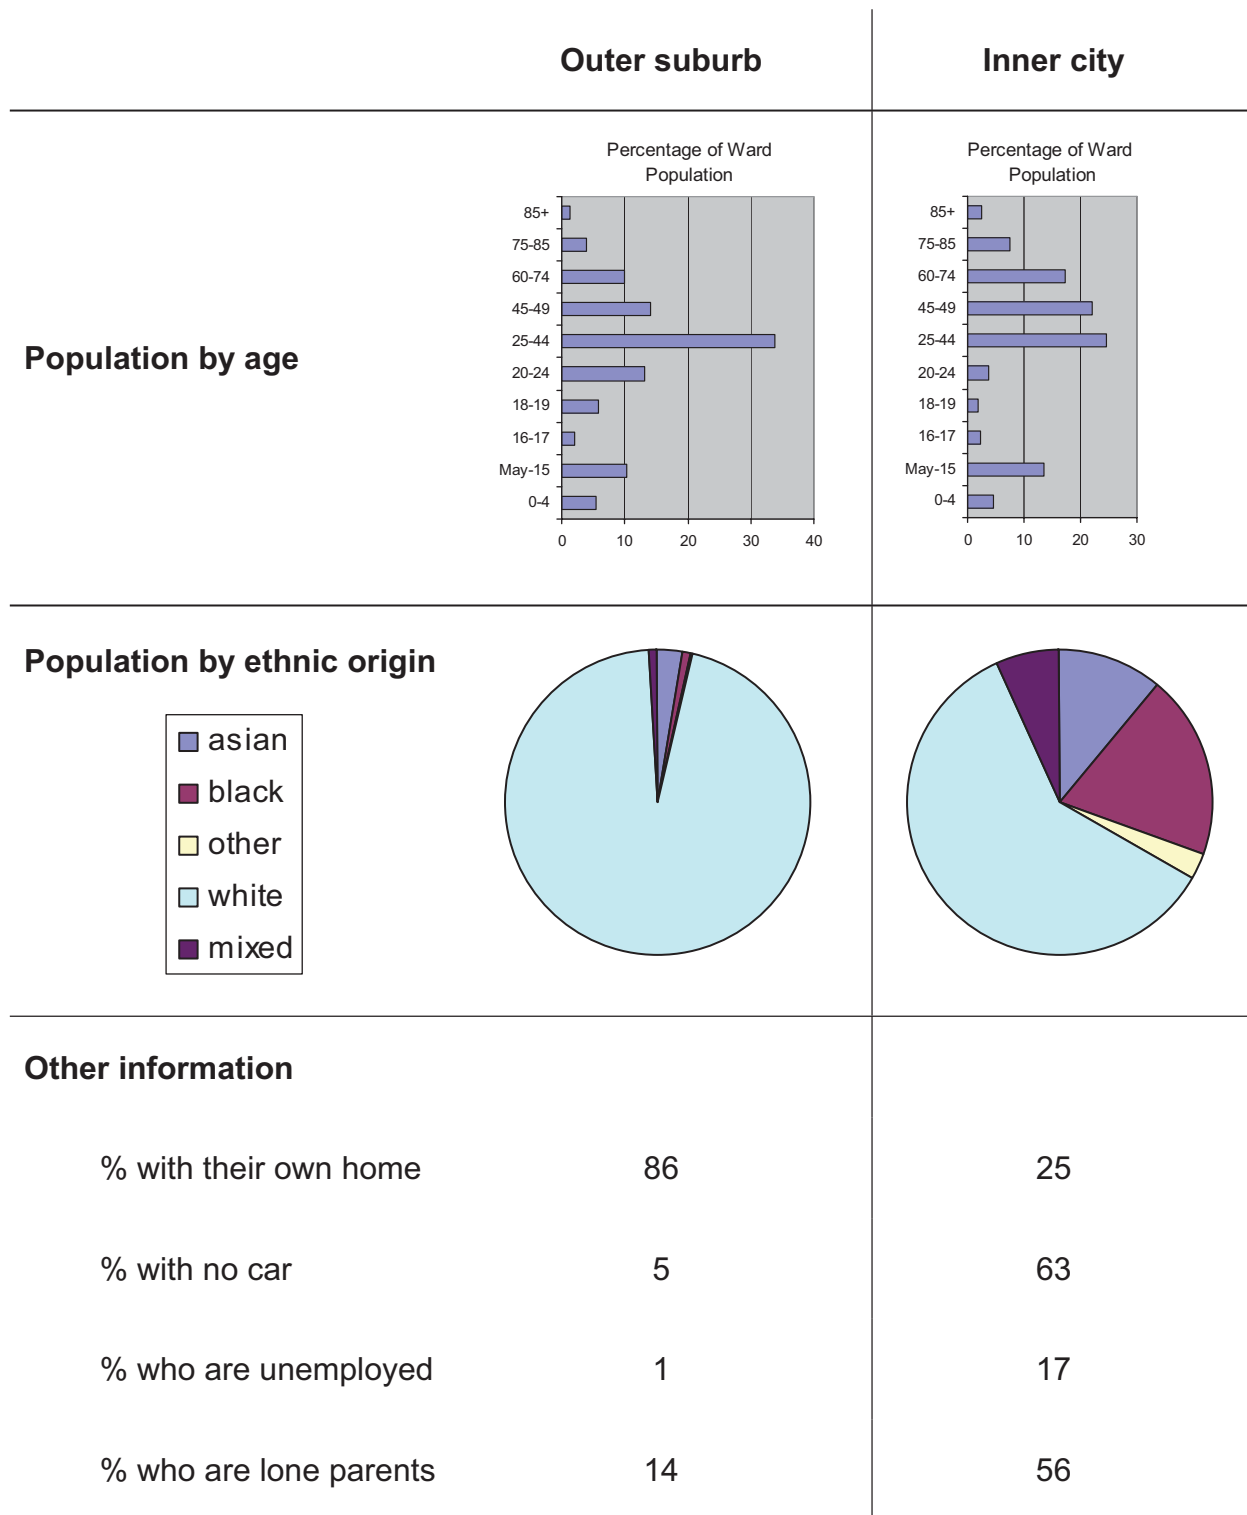 Outer suburb
Inner city
Population by age
Percentage of Ward
Population
85+
75-85
60-74
45-49
25-44
20-24
18-19
16-17
May-15
0-4
0 10 20 30 40
Percentage of Ward
Population
85+
75-85
60-74
45-49
25-44
20-24
18-19
16-17
May-15
0-4
0 10 20 30
Population by ethnic origin
asian
black
other
white
mixed
Other information
% with their own home 86 25
% with no car 5 63
% who are unemployed 1 17
% who are lone parents 14 56